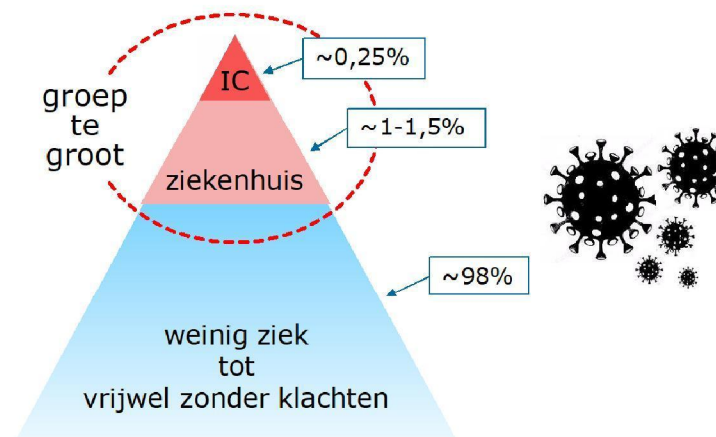 ~0,25%
IC
groep
te
groot
~1-1,5%
ziekenhuis
~98%
weinig ziek
tot
vrijwel zonder klachten